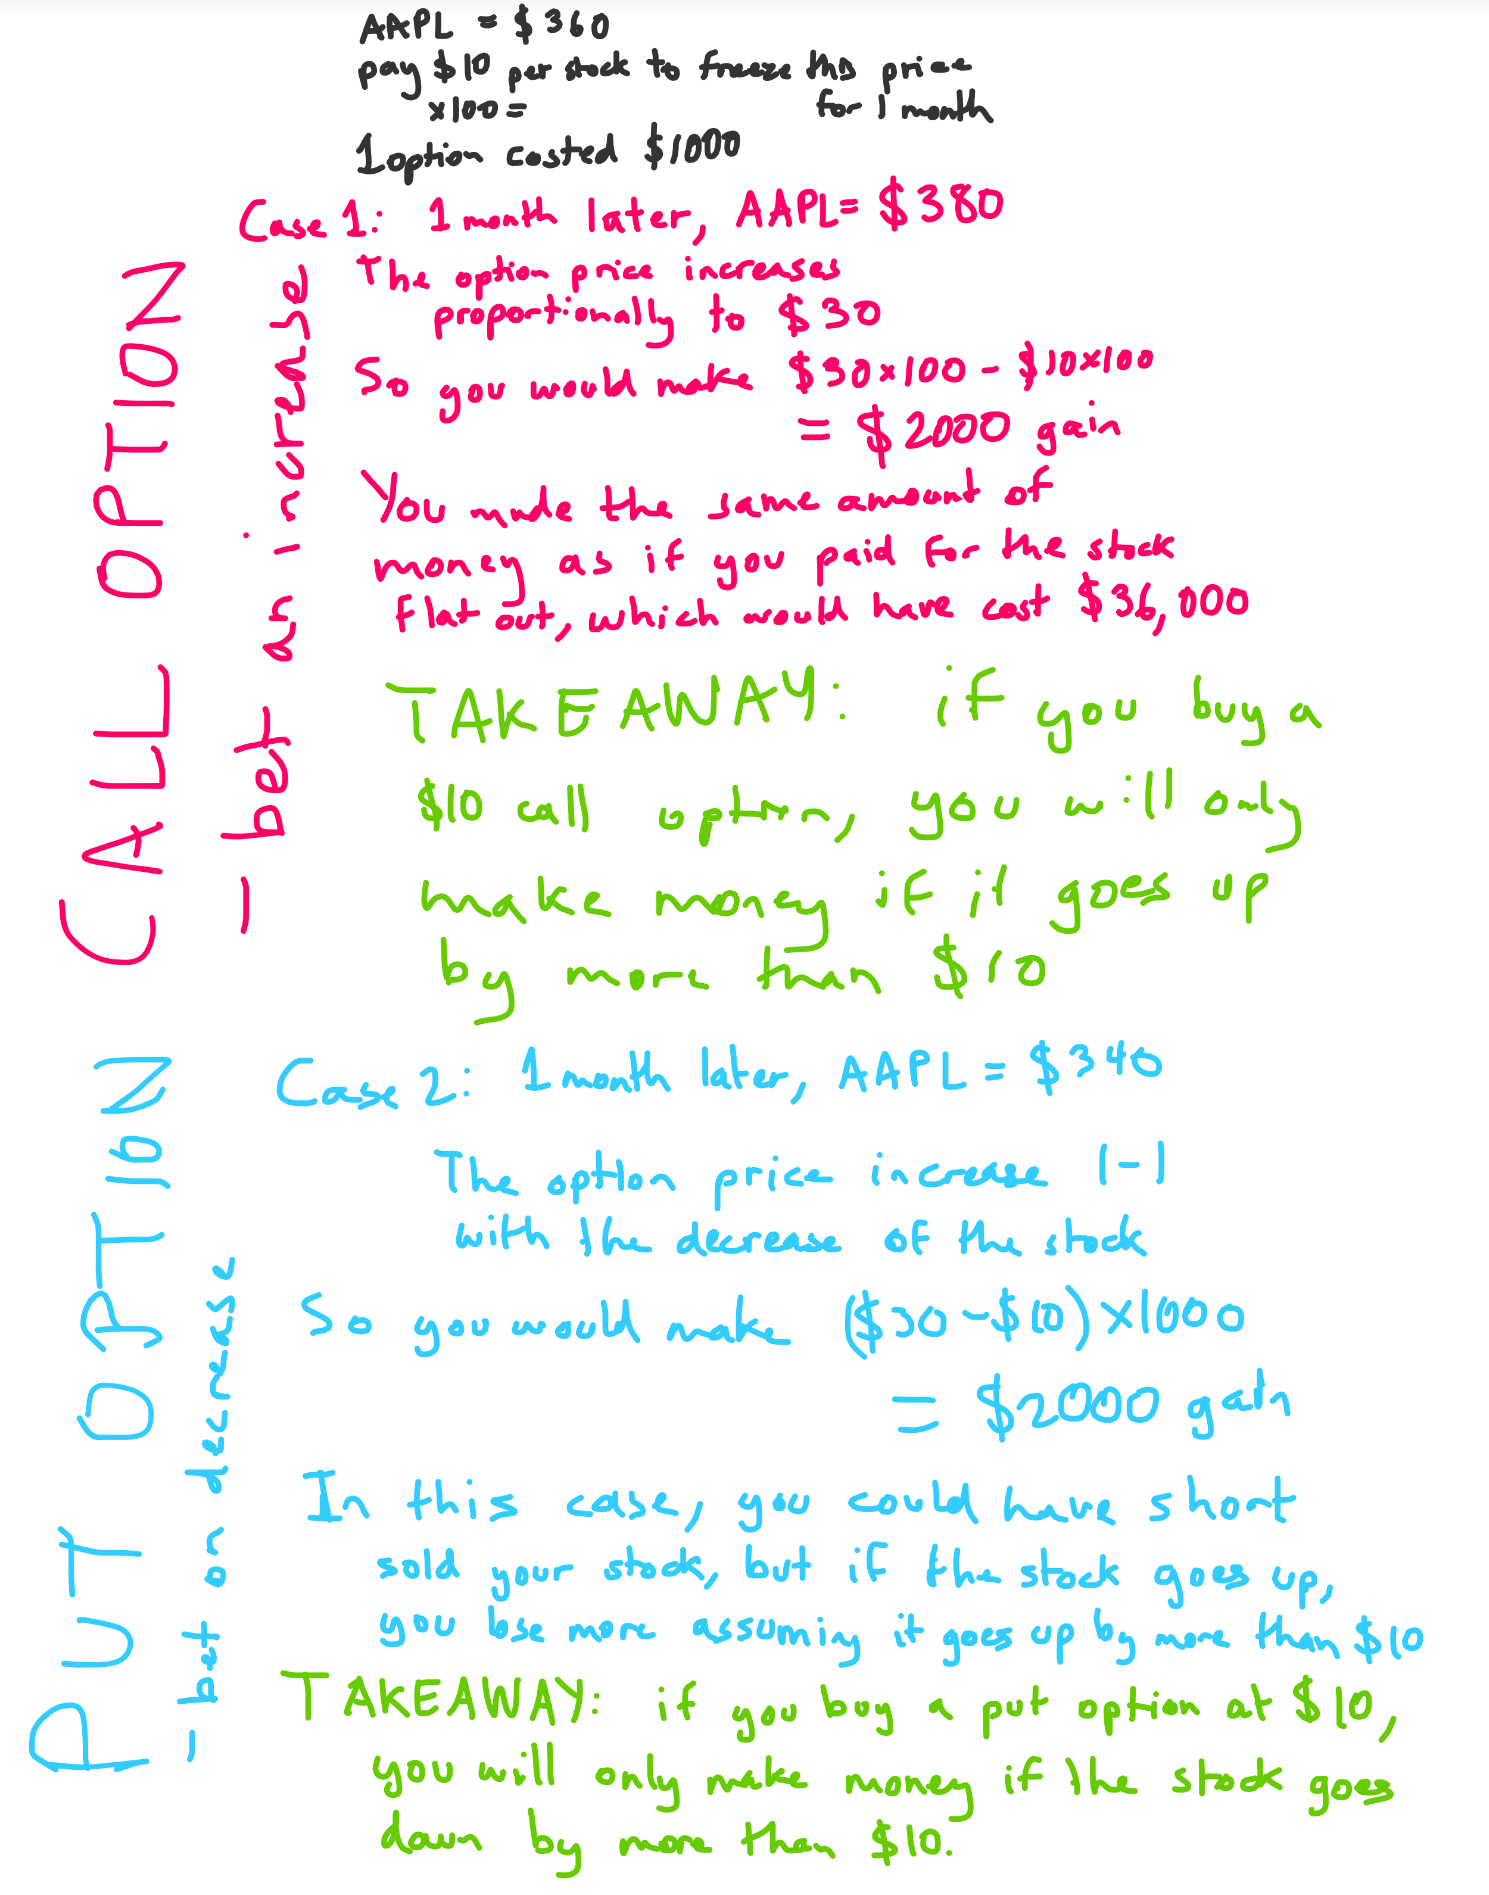 AAPL = $360
pay $10 per stock to freeze this price
x100 = for 1 month
1 option costed $1000
CALL OPTION
- bet an increase
Case 1: 1 month later, AAPL = $380
The option price increases
proportionally to $30
So you would make $30x100 - $10x100
= $2000 gain
You made the same amount of
money as if you paid for the stock
flat out, which would have cost $36,000
TAKEAWAY: if you buy a
$10 call option, you will only
make money if it goes up
by more than $10
PUT OPTION
- bet on decrease
Case 2: 1 month later, AAPL = $340
The option price increase 1-1
with the decrease of the stock
So you would make ($30-$10)x1000
= $2000 gain
In this case, you could have short
sold your stock, but if the stock goes up,
you lose more assuming it goes up by more than $10
TAKEAWAY: if you buy a put option at $10,
you will only make money if the stock goes
down by more than $10.